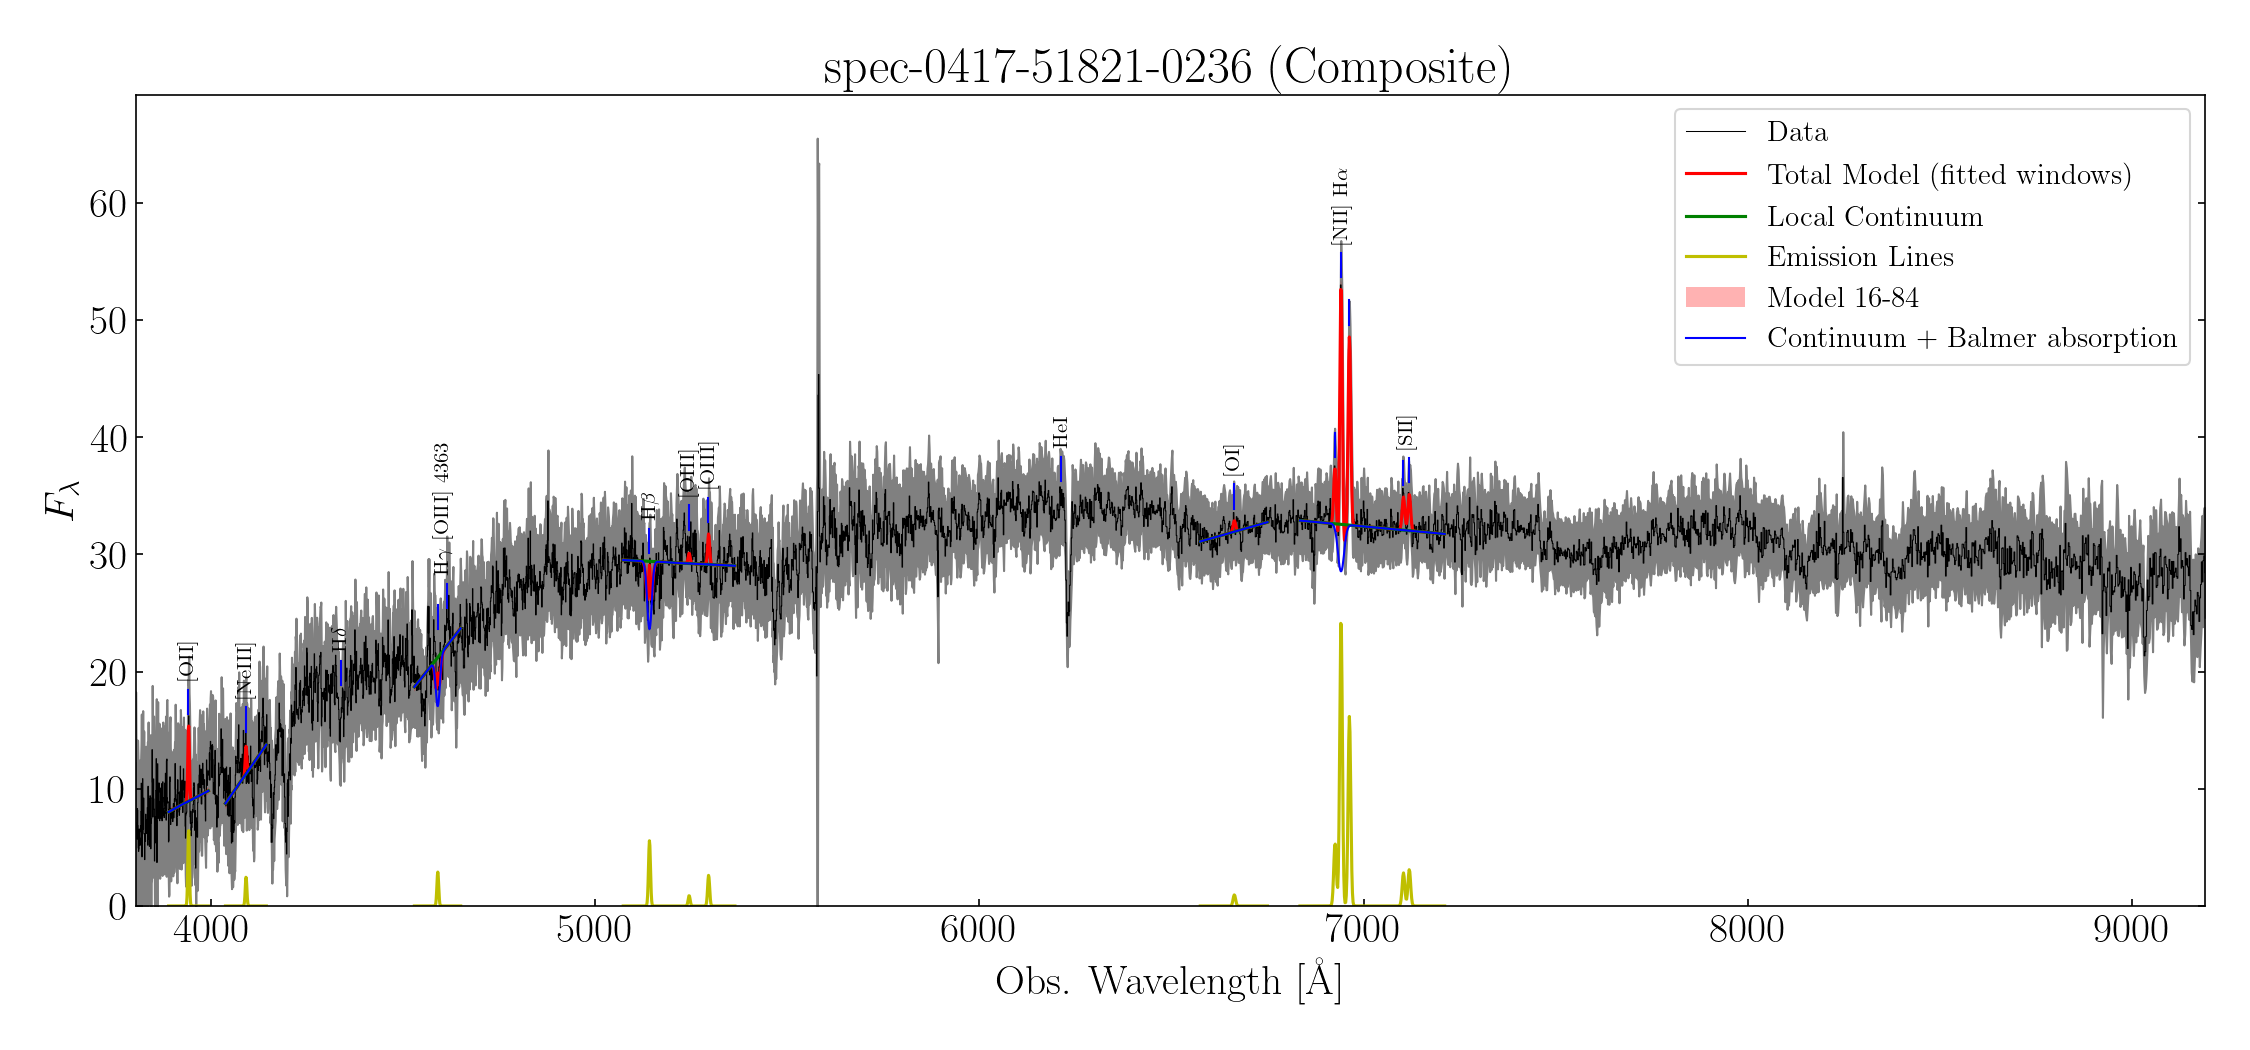 spec-0417-51821-0236 (Composite)
Data
Total Model (fitted windows)
Local Continuum
Emission Lines
Model 16-84
Continuum + Balmer absorption
[OII]
[NeIII]
Hδ
Hγ [OIII] 4363
Hβ
[OIII]
[OIII]
HeI
[OI]
[NII] Hα
[SII]
Fλ
60
50
40
30
20
10
0
4000
5000
6000
7000
8000
9000
Obs. Wavelength [Å]